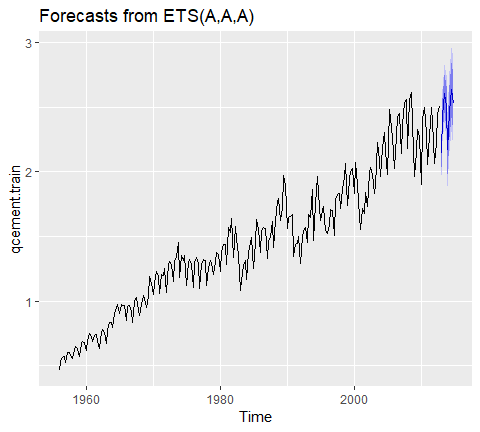 Forecasts from ETS(A,A,A)
3
2
1
qcement.train
1960
1980
2000
Time